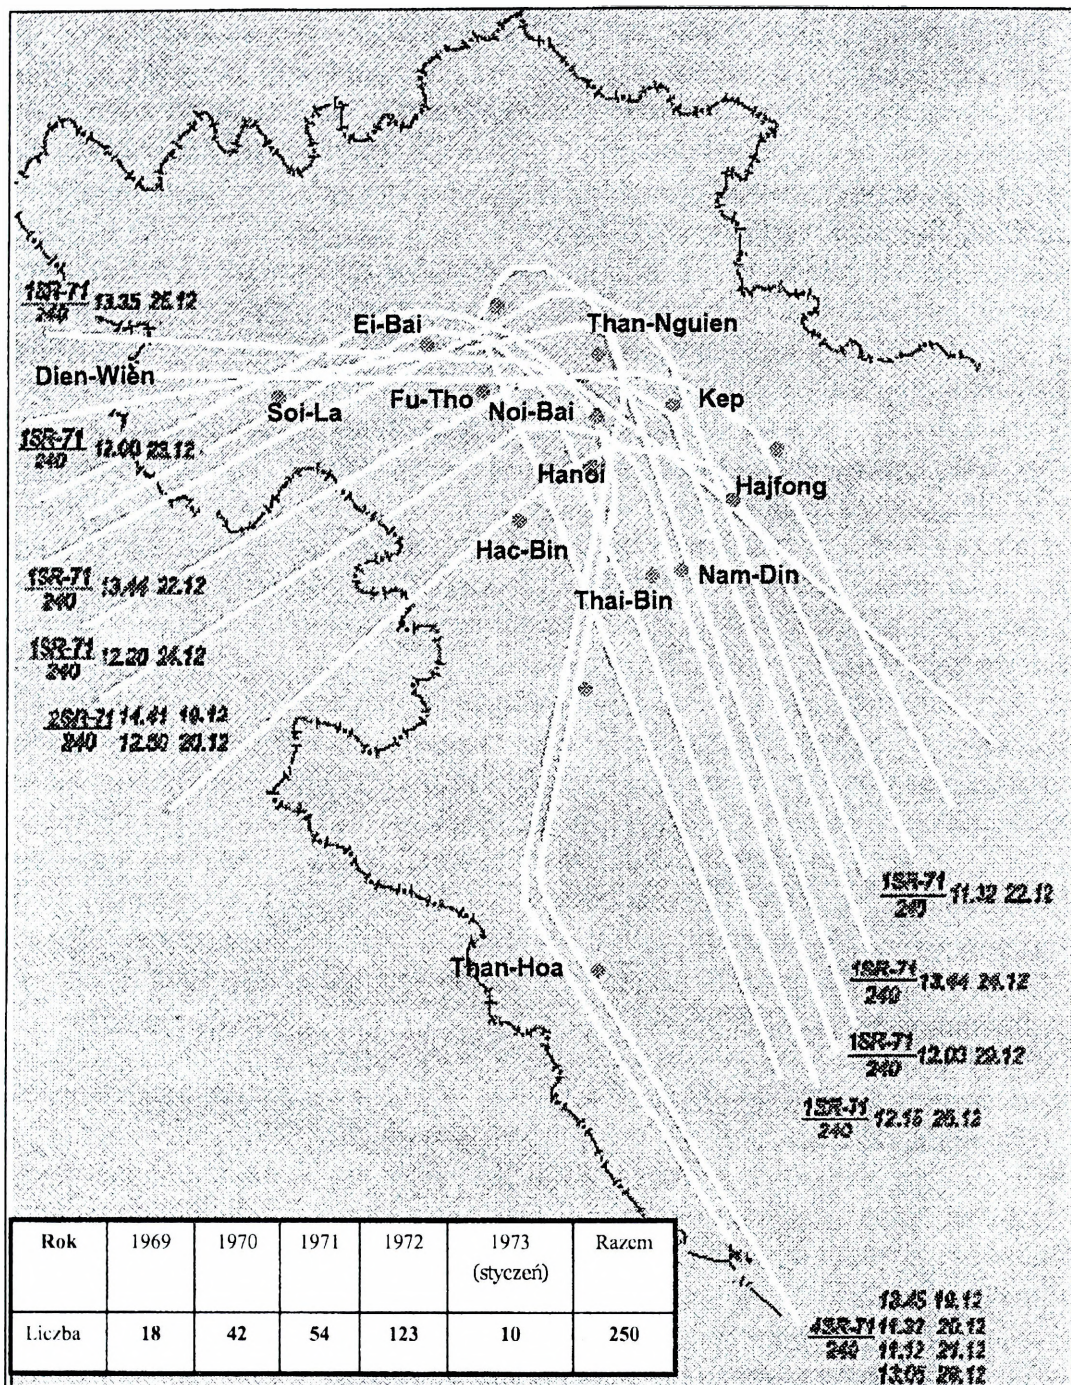 1SR-71 13.35 26.12
240
Ei-Bai
Than-Nguien
Dien-Wien
Soi-La
Fu-Tho
Noi-Bai
Kep
1SR-71 12.00 23.12
240
Hanoi
Hajfong
Hac-Bin
Nam-Din
Thai-Bin
1SR-71 13.44 22.12
240
1SR-71 12.20 24.12
240
2SR-71 14.41 19.12
240 12.50 20.12
1SR-71 11.32 22.12
240
Than-Hoa
1SR-71 13.44 24.12
240
1SR-71 12.03 29.12
240
1SR-71 12.15 26.12
240
Rok 1969 1970 1971 1972 1973 Razem
(styczeń)
Liczba 18 42 54 123 10 250
13.45 19.12
4SR-71 11.37 20.12
240 11.12 21.12
13.05 28.12